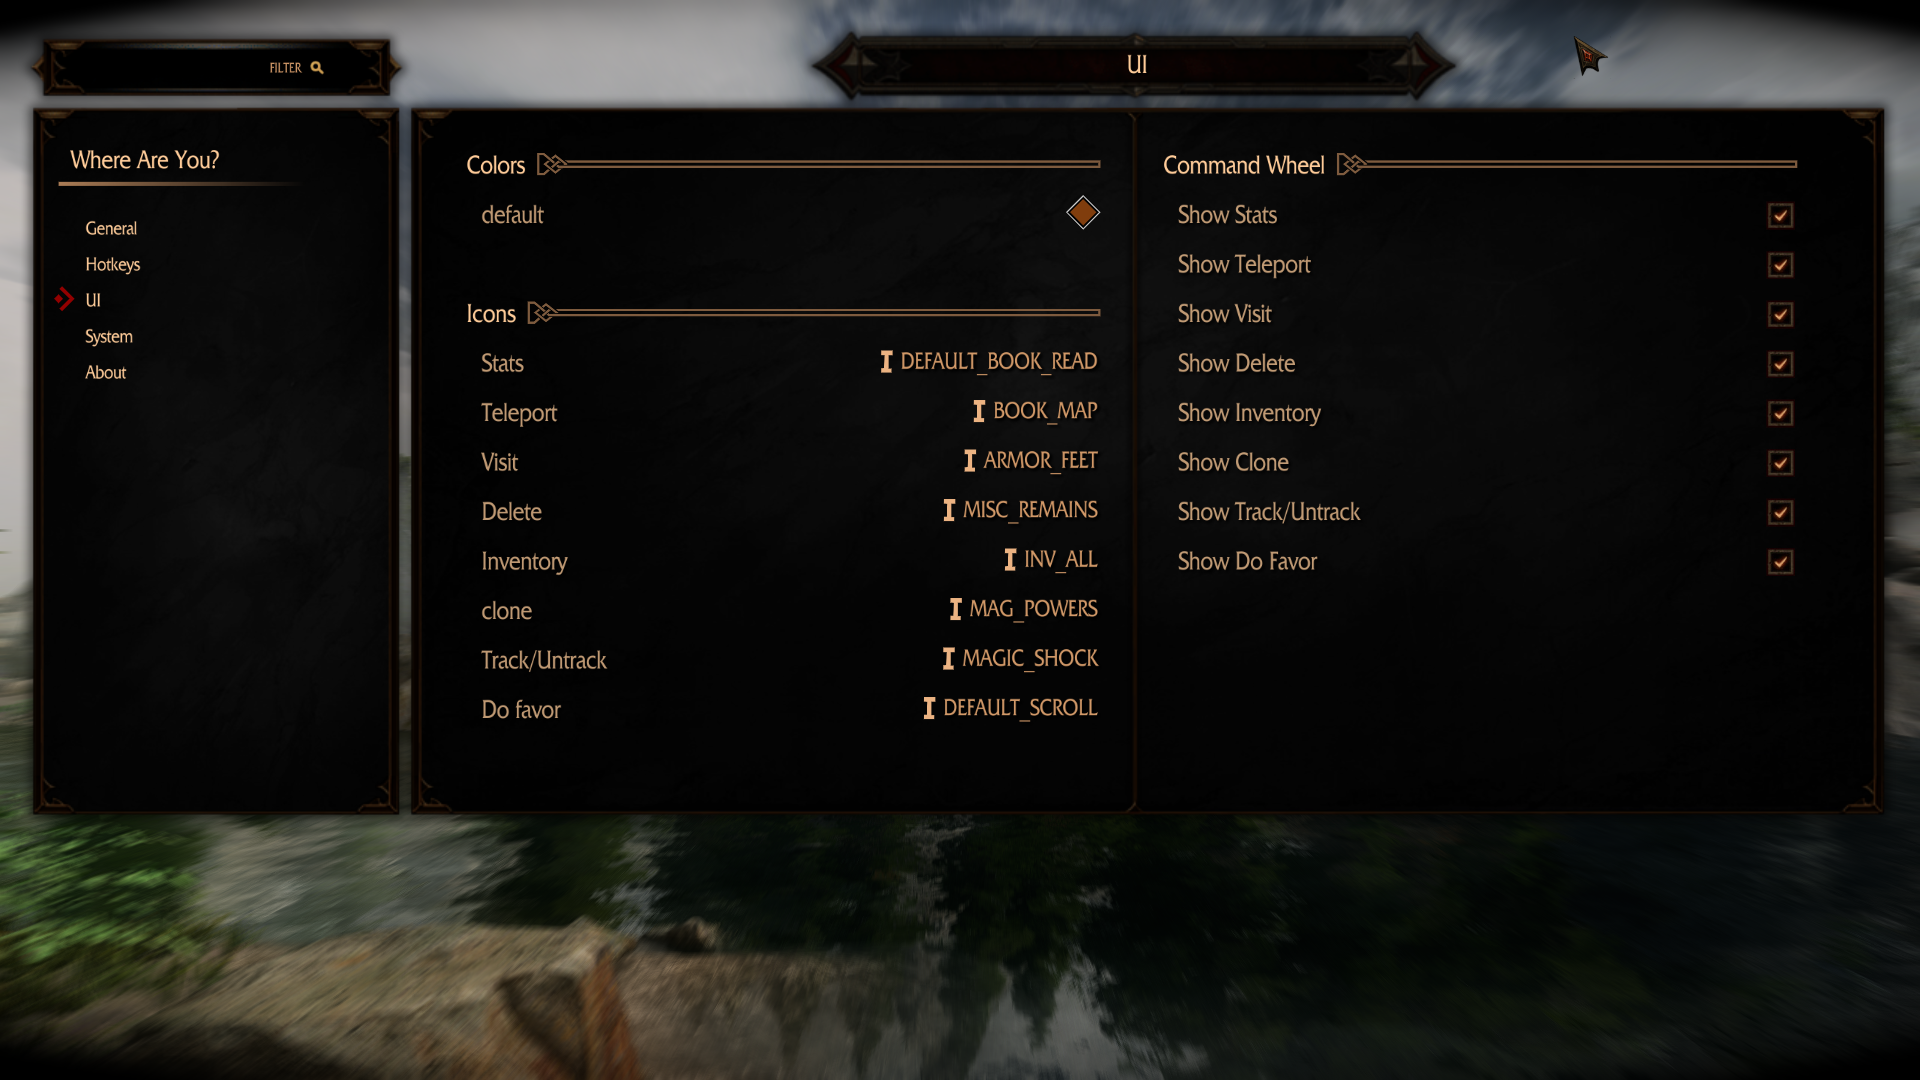 FILTER
UI
Where Are You?
General
Hotkeys
UI
System
About
Colors
default
Icons
Stats DEFAULT_BOOK_READ
Teleport BOOK_MAP
Visit ARMOR_FEET
Delete MISC_REMAINS
Inventory INV_ALL
clone MAG_POWERS
Track/Untrack MAGIC_SHOCK
Do favor DEFAULT_SCROLL
Command Wheel
Show Stats
Show Teleport
Show Visit
Show Delete
Show Inventory
Show Clone
Show Track/Untrack
Show Do Favor